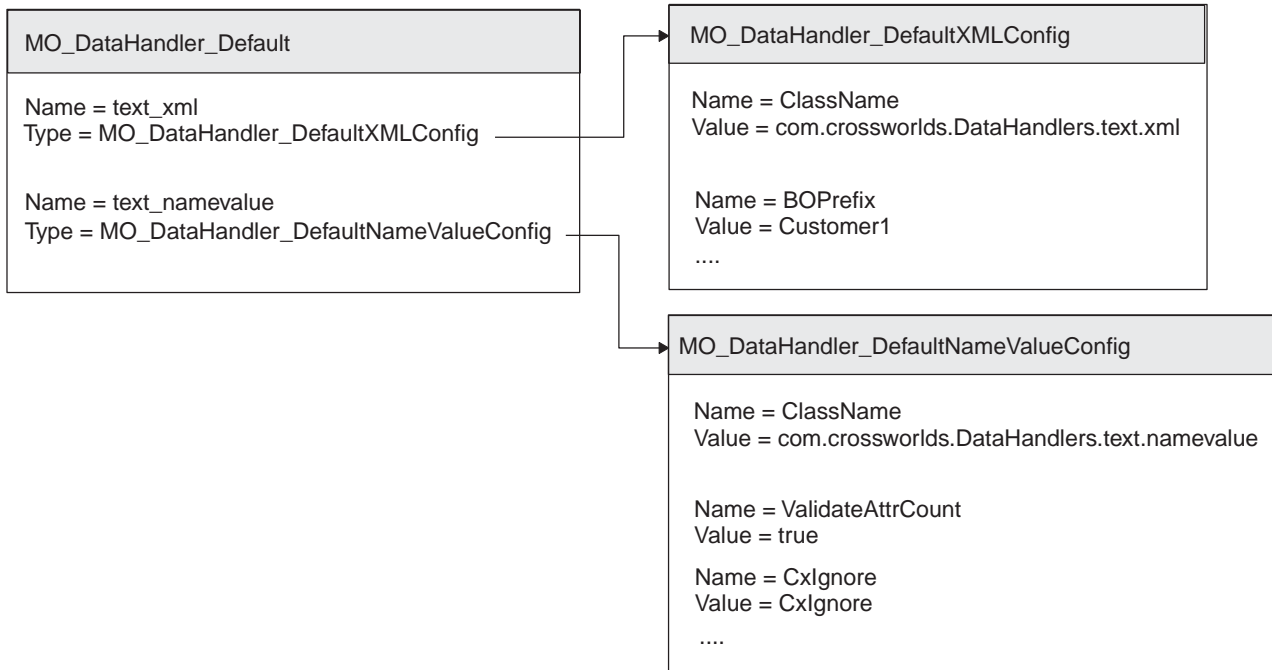 MO_DataHandler_Default
Name = text_xml
Type = MO_DataHandler_DefaultXMLConfig
Name = text_namevalue
Type = MO_DataHandler_DefaultNameValueConfig
MO_DataHandler_DefaultXMLConfig
Name = ClassName
Value = com.crossworlds.DataHandlers.text.xml
Name = BOPrefix
Value = Customer1
....
MO_DataHandler_DefaultNameValueConfig
Name = ClassName
Value = com.crossworlds.DataHandlers.text.namevalue
Name = ValidateAttrCount
Value = true
Name = CxIgnore
Value = CxIgnore
....